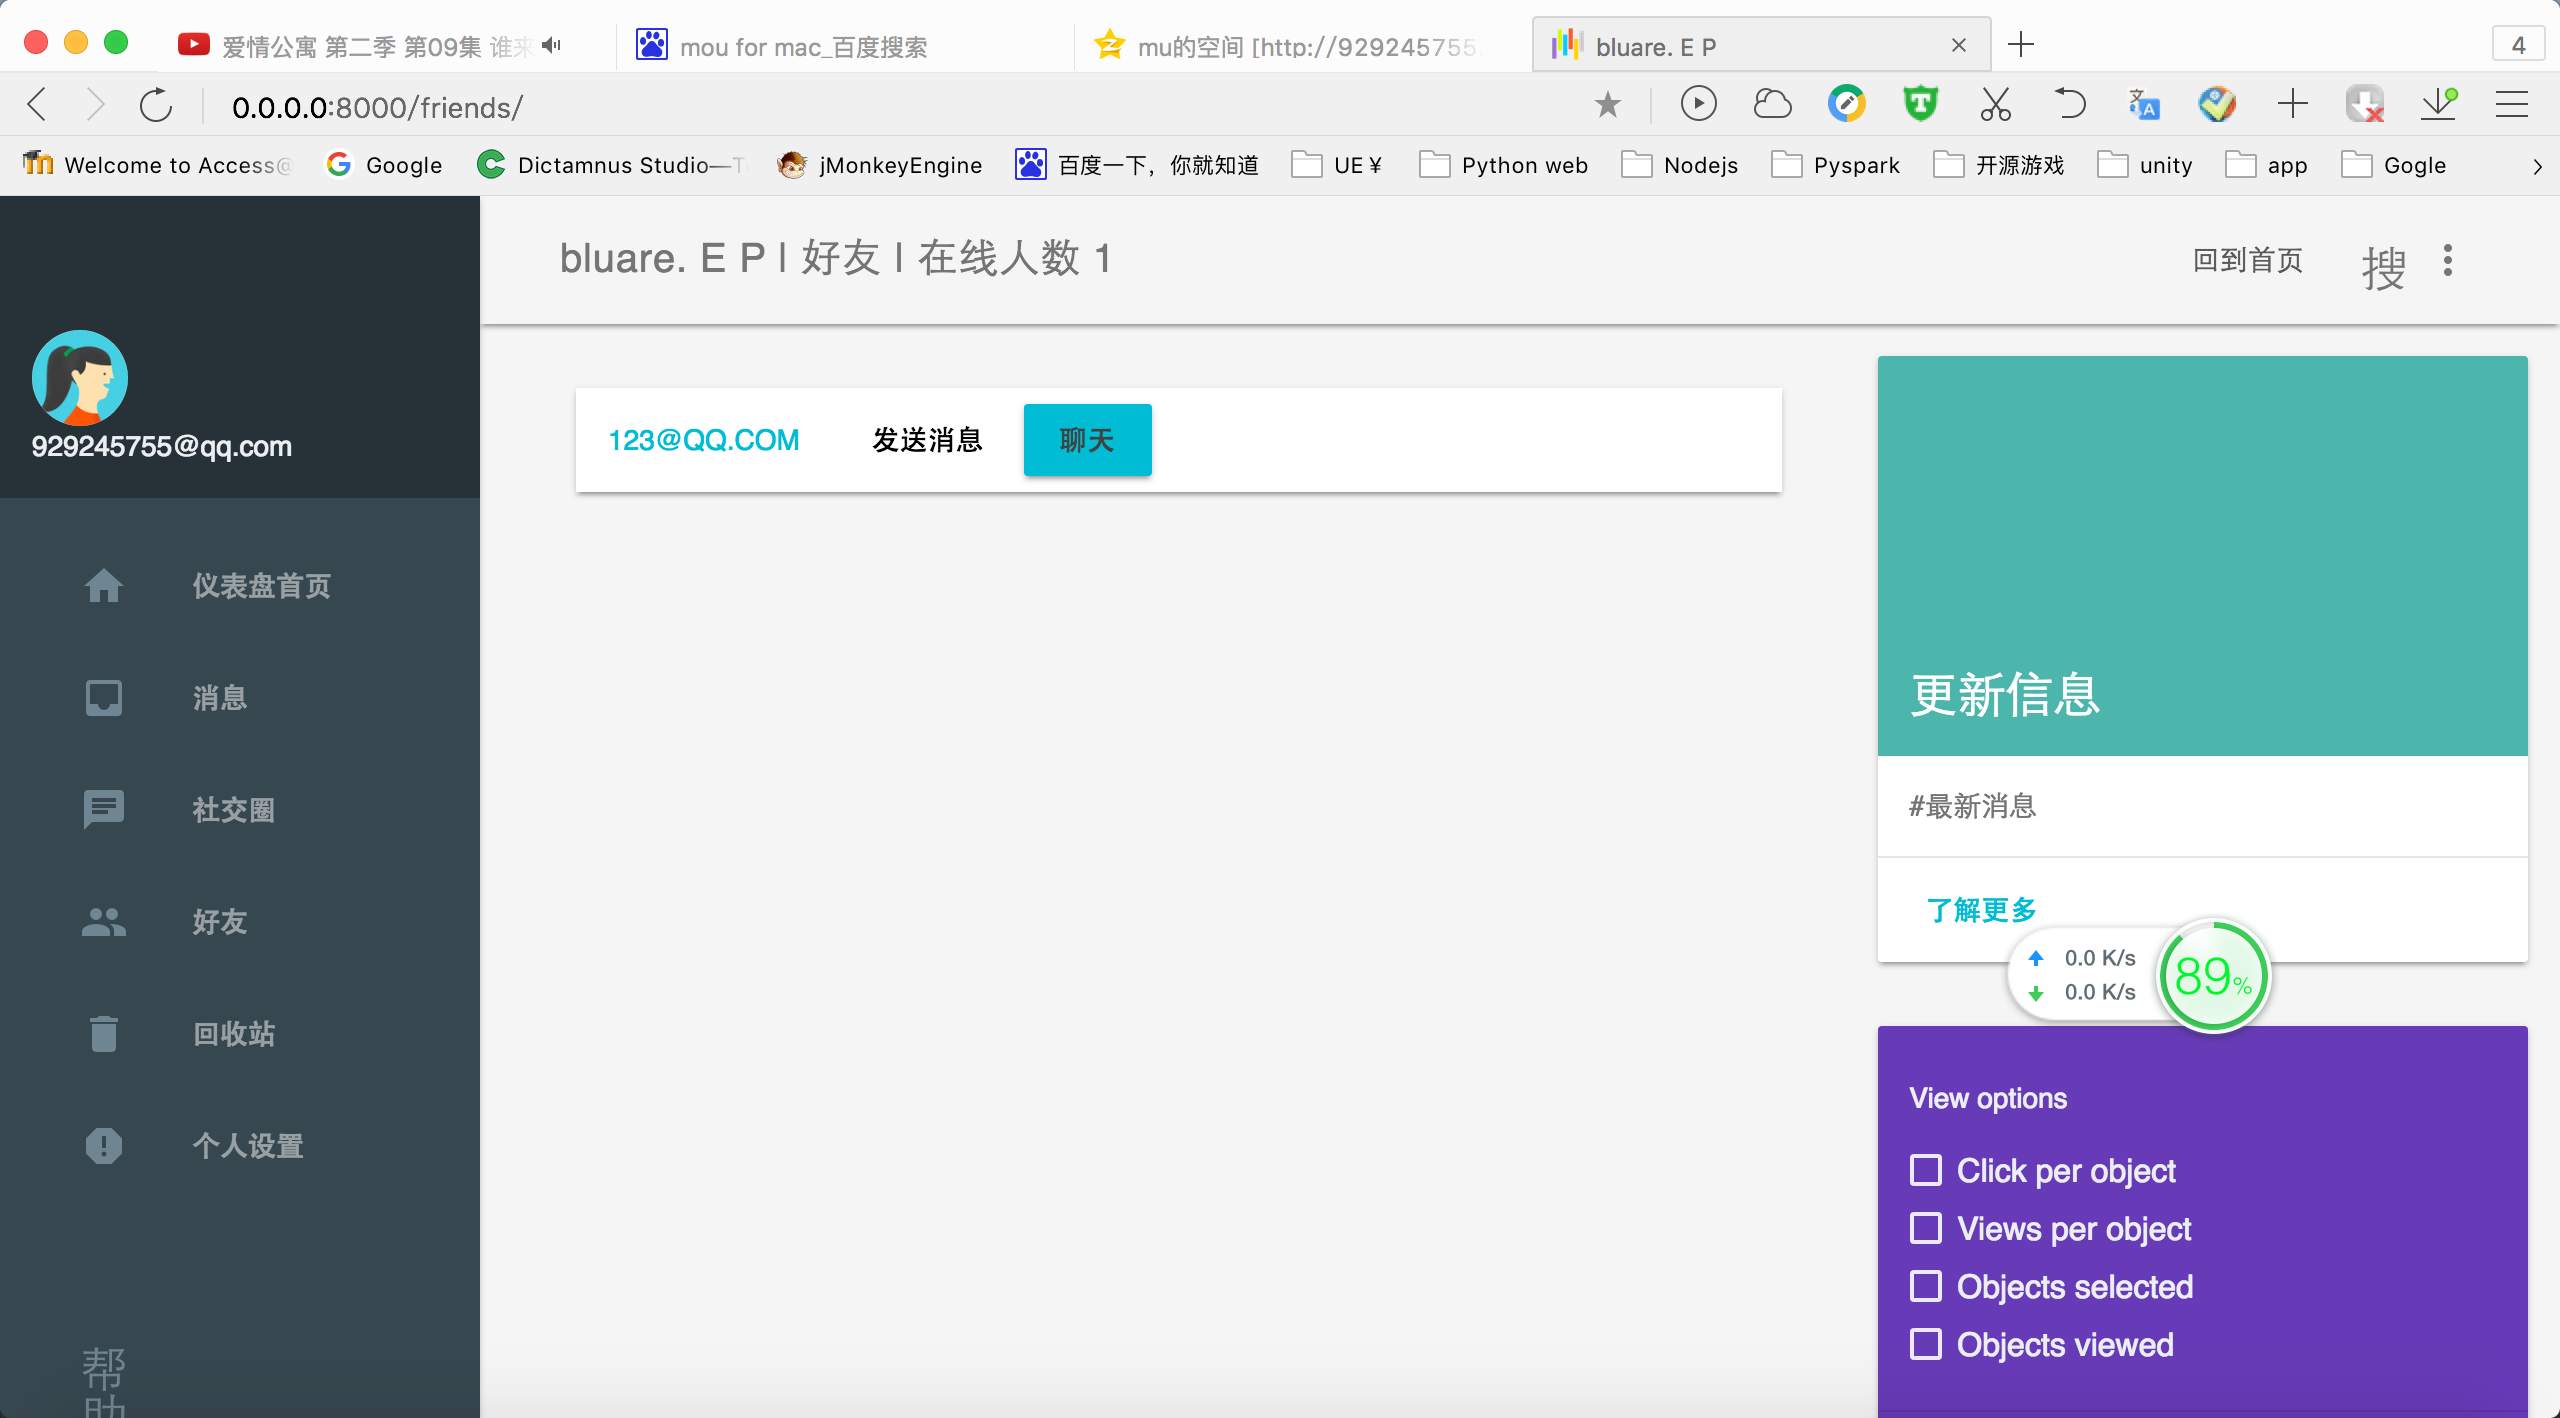 爱情公寓 第二季 第09集 谁来
mou for mac_百度搜索
mu的空间 [http://929245755.
bluare. E P
4
0.0.0.0:8000/friends/
Welcome to Access@
Google
Dictamnus Studio—T
jMonkeyEngine
百度一下，你就知道
UE ¥
Python web
Nodejs
Pyspark
开源游戏
unity
app
Gogle
929245755@qq.com
仪表盘首页
消息
社交圈
好友
回收站
个人设置
帮
助
bluare. E P | 好友 | 在线人数 1
回到首页
搜
123@QQ.COM
发送消息
聊天
更新信息
#最新消息
了解更多
0.0 K/s
0.0 K/s
89%
View options
Click per object
Views per object
Objects selected
Objects viewed